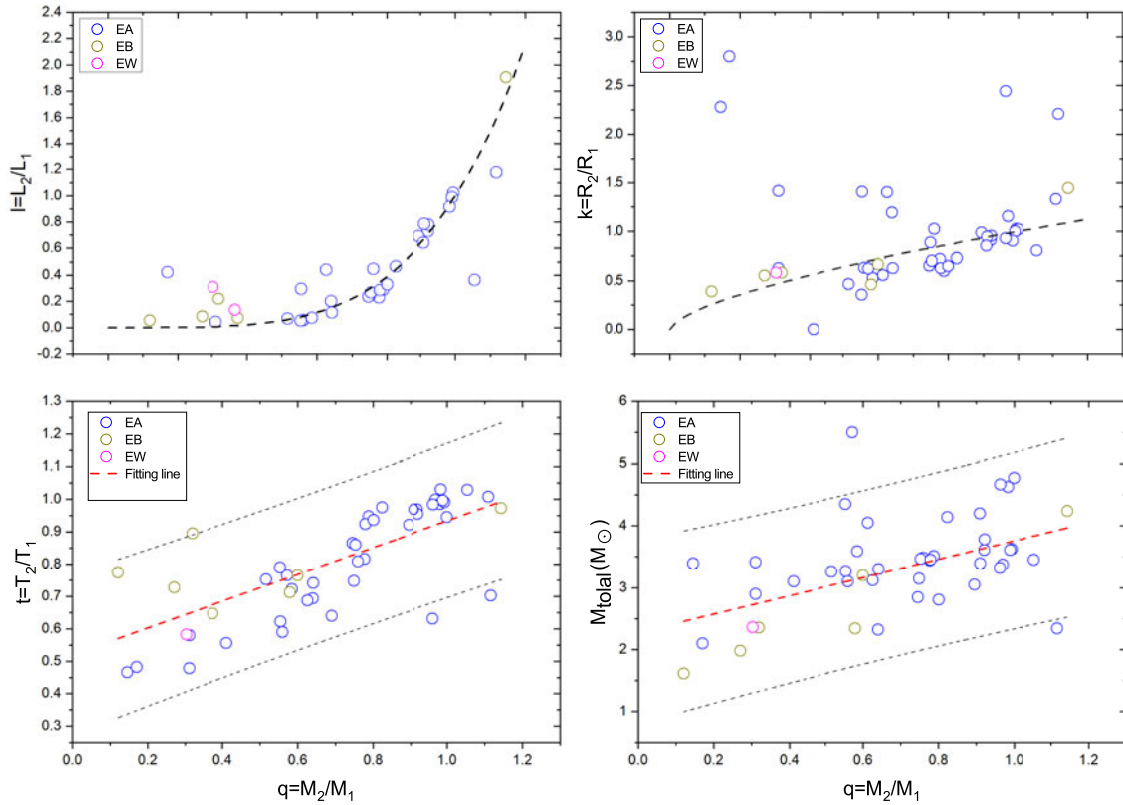 EA
EB
EW
2.2
2.0
1.8
1.6
1.4
1.2
1.0
0.8
0.6
0.4
0.2
0.0
-0.2
l=L2/L1
EA
EB
EW
3.0
2.5
2.0
1.5
1.0
0.5
0.0
k=R2/R1
EA
EB
EW
Fitting line
1.3
1.2
1.1
1.0
0.9
0.8
0.7
0.6
0.5
0.4
0.3
t=T2/T1
0.0 0.2 0.4 0.6 0.8 1.0 1.2
q=M2/M1
EA
EB
EW
Fitting line
6
5
4
3
2
1
Mtolal(M⊙)
0.0 0.2 0.4 0.6 0.8 1.0 1.2
q=M2/M1